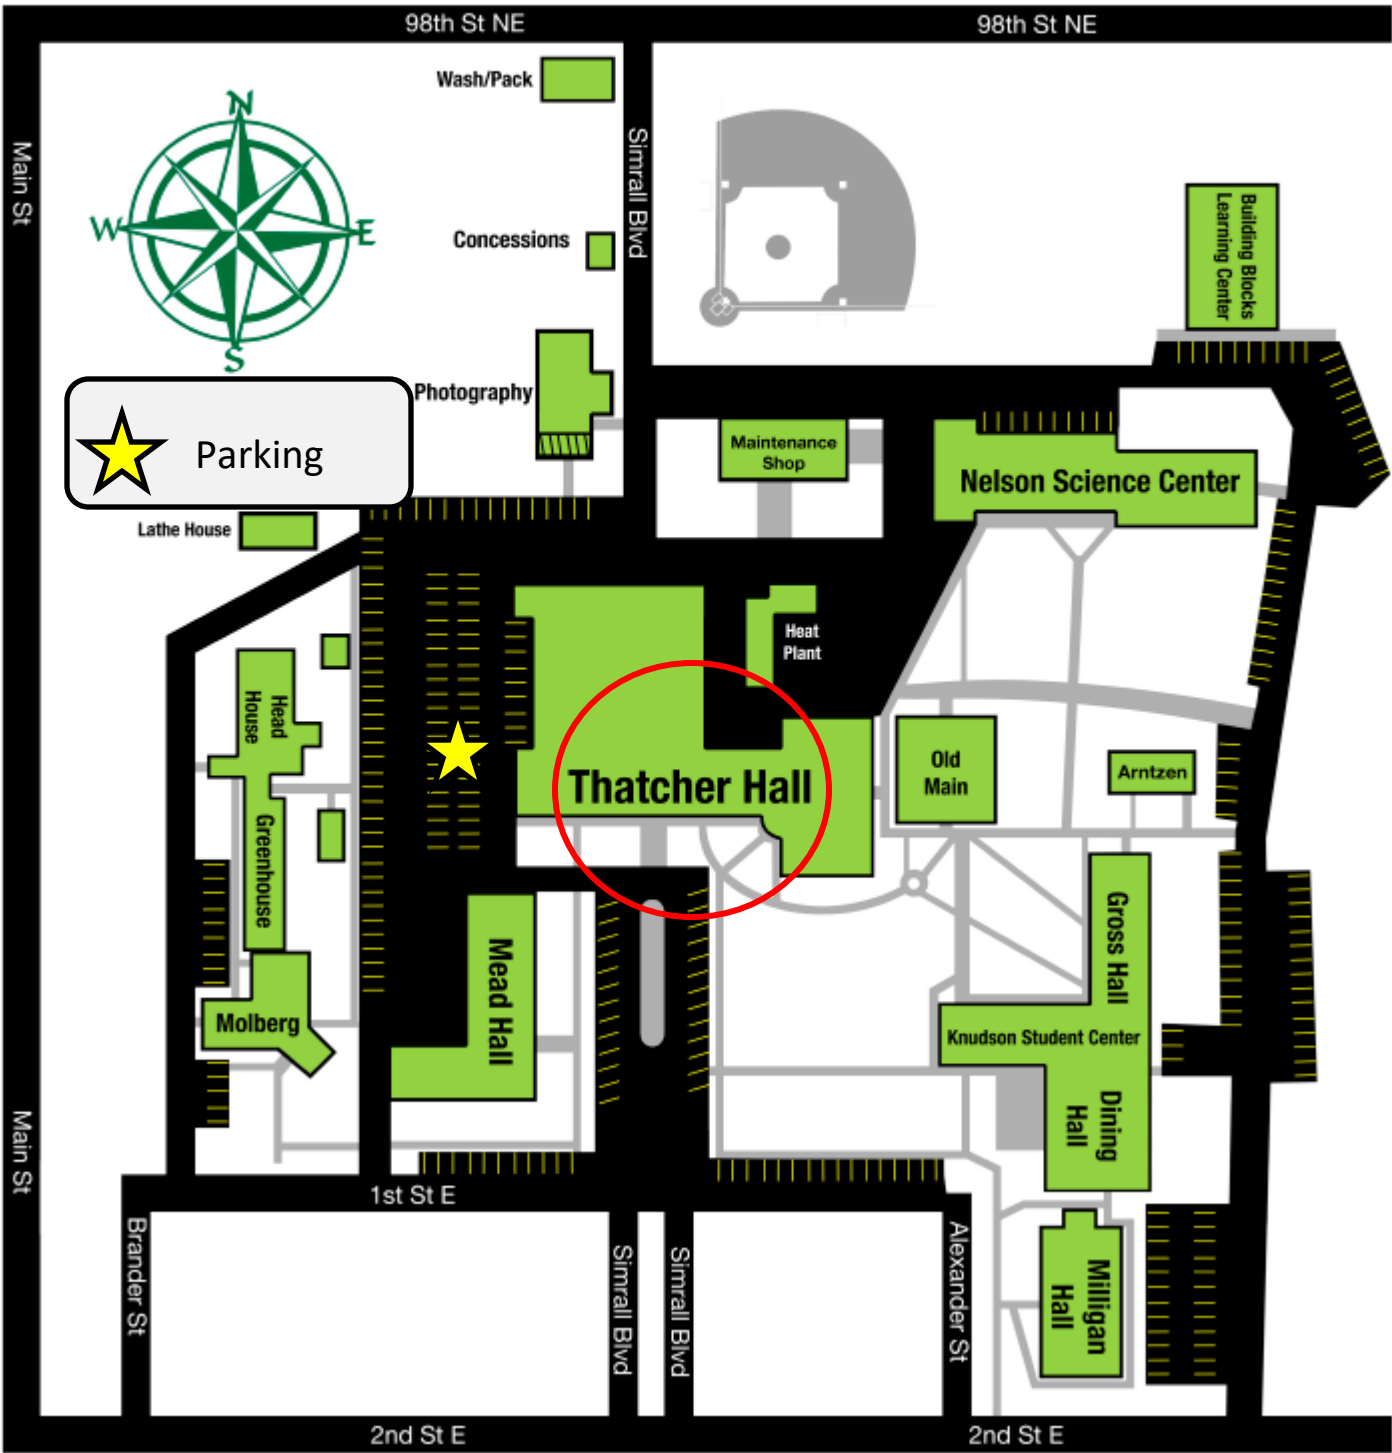 98th St NE
98th St NE
Wash/Pack
N
W
E
S
Main St
Simrall Blvd
Concessions
Building Blocks
Learning Center
Photography
Parking
Maintenance
Shop
Nelson Science Center
Lathe House
Heat
Plant
Head
House
Thatcher Hall
Old
Main
Arntzen
Greenhouse
Gross Hall
Mead Hall
Molberg
Knudson Student Center
Dining
Hall
Main St
1st St E
Brander St
Simrall Blvd
Simrall Blvd
Alexander St
Milligan
Hall
2nd St E
2nd St E